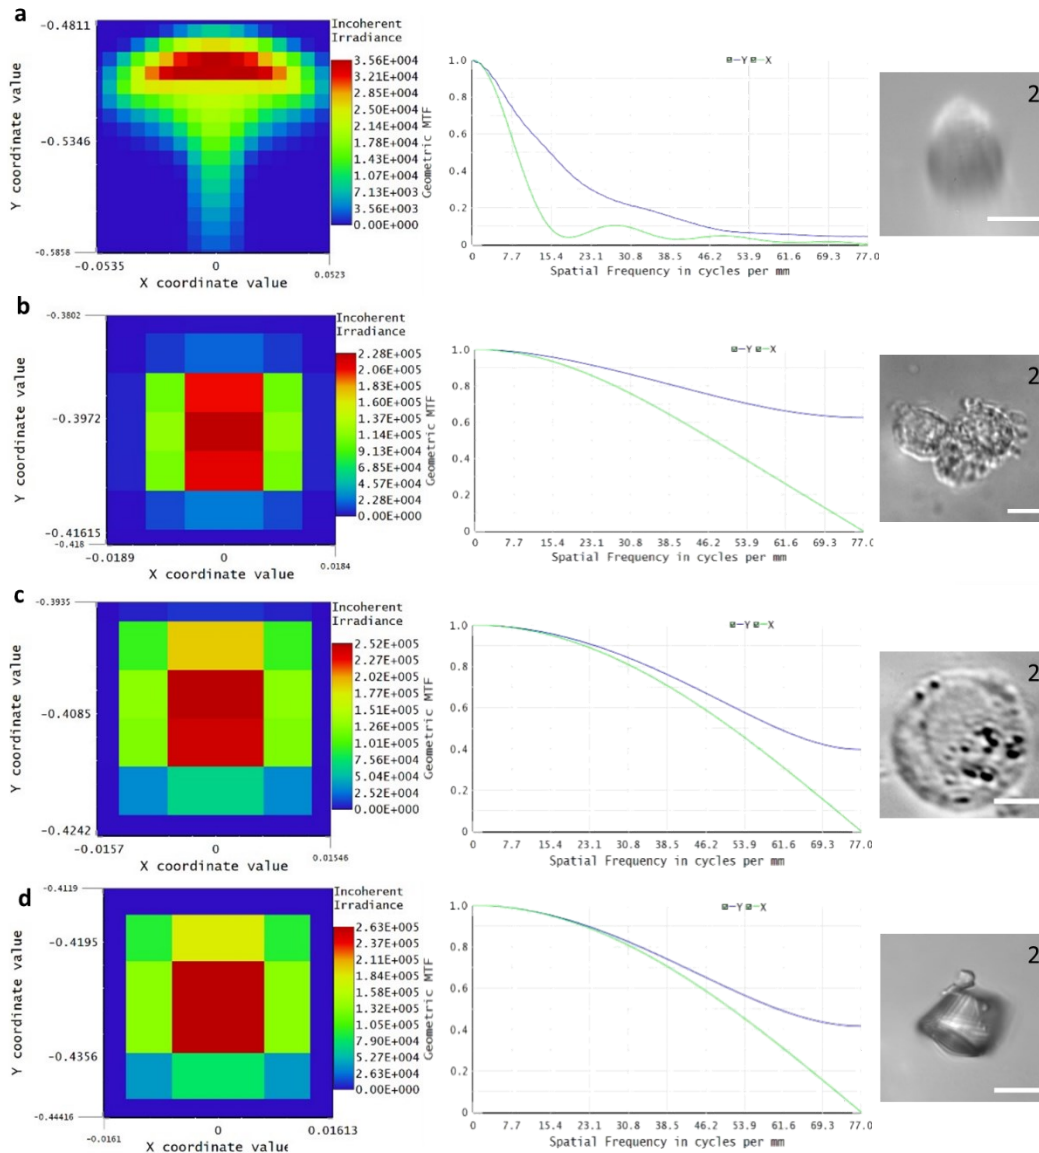 a
Incoherent
Irradiance
-0.4811
-0.5346
-0.5858
Y coordinate value
-0.0535 0 0.0523
X coordinate value
3.56E+004
3.21E+004
2.85E+004
2.50E+004
2.14E+004
1.78E+004
1.43E+004
1.07E+004
7.13E+003
3.56E+003
0.00E+000
Geometric MTF
Y X
1.0
0.8
0.6
0.4
0.2
0
0 7.7 15.4 23.1 30.8 38.5 46.2 53.9 61.6 69.3 77.0
Spatial Frequency in cycles per mm
2
b
Incoherent
Irradiance
-0.3802
-0.3972
-0.41615
-0.418
Y coordinate value
-0.0189 0 0.0184
X coordinate value
2.28E+005
2.06E+005
1.83E+005
1.60E+005
1.37E+005
1.14E+005
9.13E+004
6.85E+004
4.57E+004
2.28E+004
0.00E+000
Geometric MTF
Y X
1.0
0.8
0.6
0.4
0.2
0
0 7.7 15.4 23.1 30.8 38.5 46.2 53.9 61.6 69.3 77.0
Spatial Frequency in cycles per mm
2
c
Incoherent
Irradiance
-0.3935
-0.4085
-0.4242
Y coordinate value
-0.0157 0 0.01546
X coordinate value
2.52E+005
2.27E+005
2.02E+005
1.77E+005
1.51E+005
1.26E+005
1.01E+005
7.56E+004
5.04E+004
2.52E+004
0.00E+000
Geometric MTF
Y X
1.0
0.8
0.6
0.4
0.2
0
0 7.7 15.4 23.1 30.8 38.5 46.2 53.9 61.6 69.3 77.0
Spatial Frequency in cycles per mm
2
d
Incoherent
Irradiance
-0.4119
-0.4195
-0.4356
-0.44416
Y coordinate value
-0.0161 0 0.01613
X coordinate value
2.63E+005
2.37E+005
2.11E+005
1.84E+005
1.58E+005
1.32E+005
1.05E+005
7.90E+004
5.27E+004
2.63E+004
0.00E+000
Geometric MTF
Y X
1.0
0.8
0.6
0.4
0.2
0
0 7.7 15.4 23.1 30.8 38.5 46.2 53.9 61.6 69.3 77.0
Spatial Frequency in cycles per mm
2